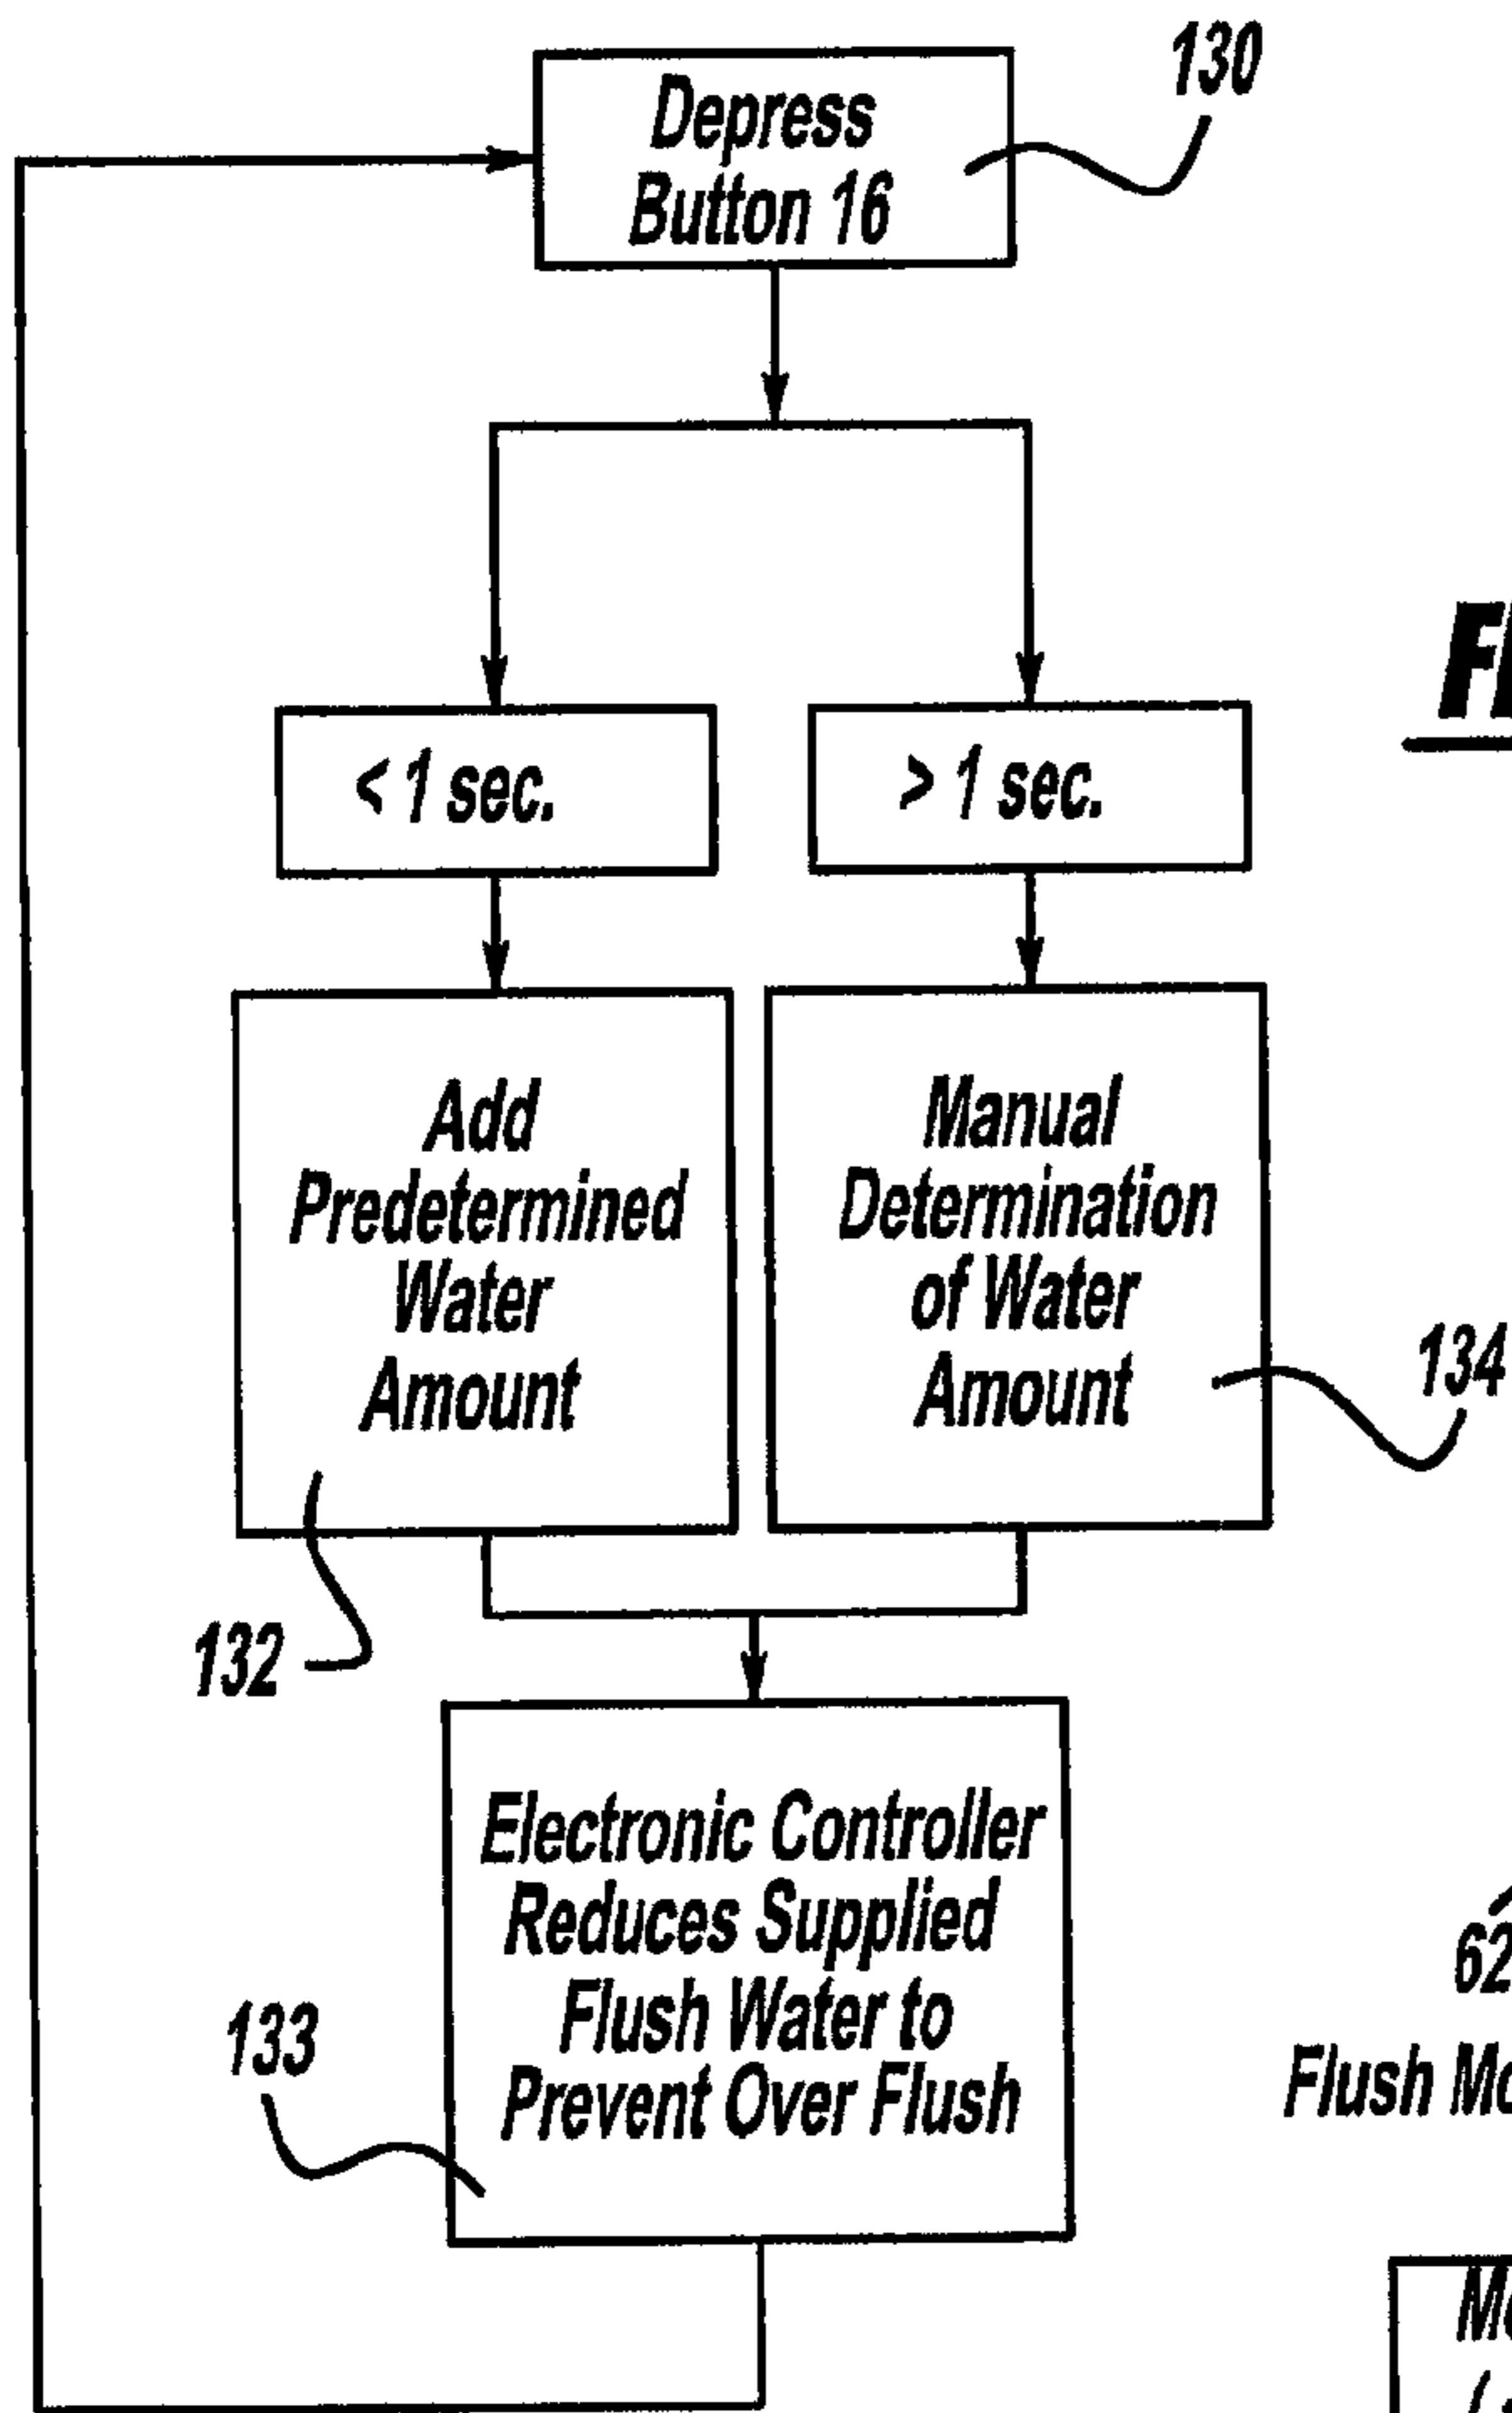 130
Depress
Button 16
< 1 sec.
> 1 sec.
Add
Predetermined
Water
Amount
Manual
Determination
of Water
Amount
134
132
Electronic Controller
Reduces Supplied
Flush Water to
Prevent Over Flush
133
62
Flush